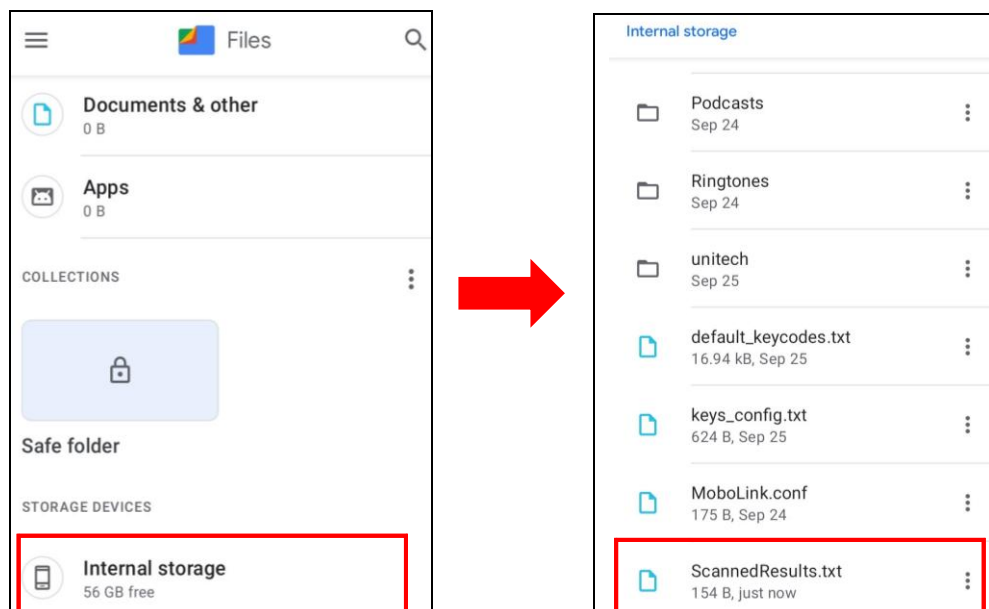 Files
Documents & other
0 B
Apps
0 B
COLLECTIONS
Safe folder
STORAGE DEVICES
Internal storage
56 GB free
Internal storage
Podcasts
Sep 24
Ringtones
Sep 24
unitech
Sep 25
default_keycodes.txt
16.94 kB, Sep 25
keys_config.txt
624 B, Sep 25
MoboLink.conf
175 B, Sep 24
ScannedResults.txt
154 B, just now